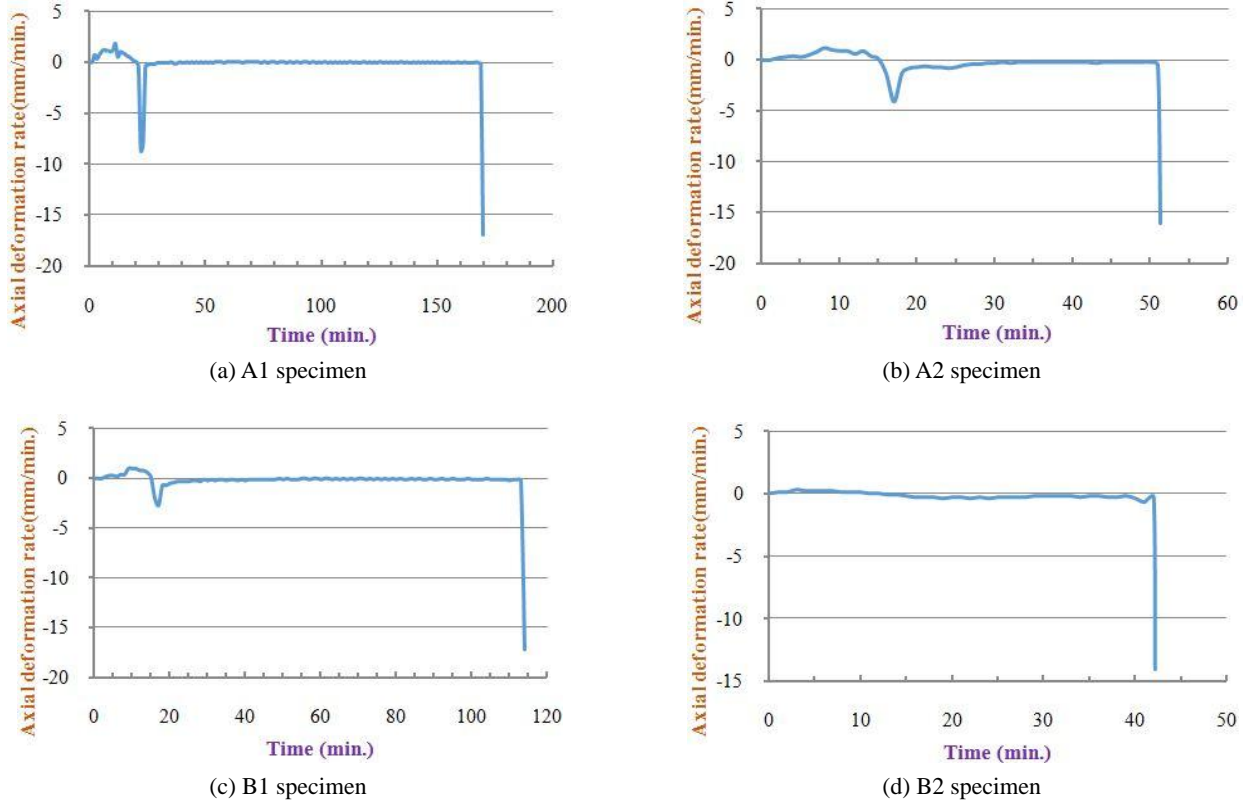 Axial deformation rate(mm/min.)
5
0
-5
-10
-15
-20
0 50 100 150 200
Time (min.)
(a) A1 specimen
Axial deformation rate(mm/min.)
5
0
-5
-10
-15
-20
0 10 20 30 40 50 60
Time (min.)
(b) A2 specimen
Axial deformation rate(mm/min.)
5
0
-5
-10
-15
-20
0 20 40 60 80 100 120
Time (min.)
(c) B1 specimen
Axial deformation rate(mm/min.)
5
0
-5
-10
-15
0 10 20 30 40 50
Time (min.)
(d) B2 specimen